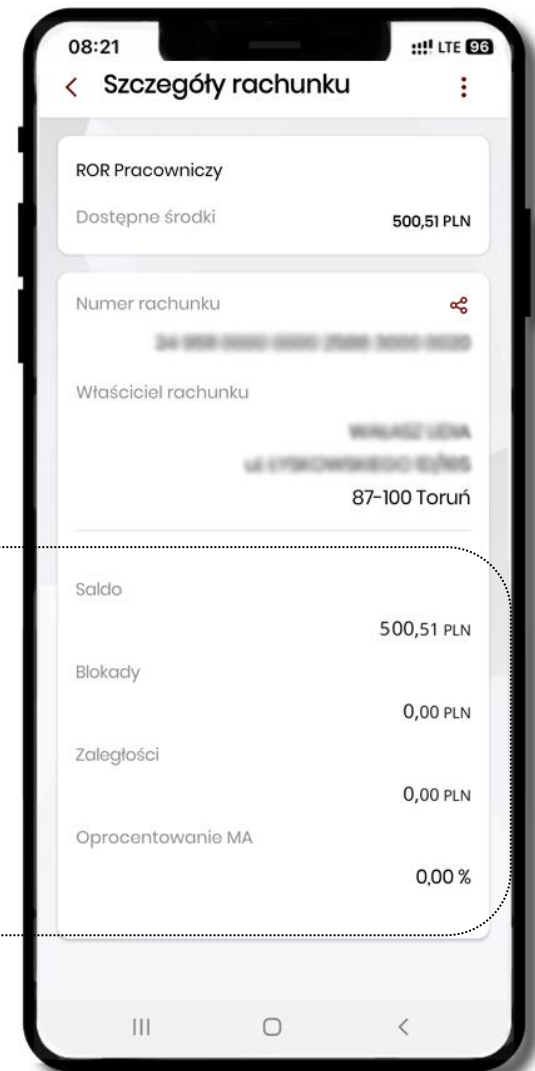 08:21 LTE 96
Szczegóły rachunku
ROR Pracowniczy
Dostępne środki 500,51 PLN
Numer rachunku
Właściciel rachunku
87-100 Toruń
Saldo
500,51 PLN
Blokady
0,00 PLN
Zaległości
0,00 PLN
Oprocentowanie MA
0,00 %